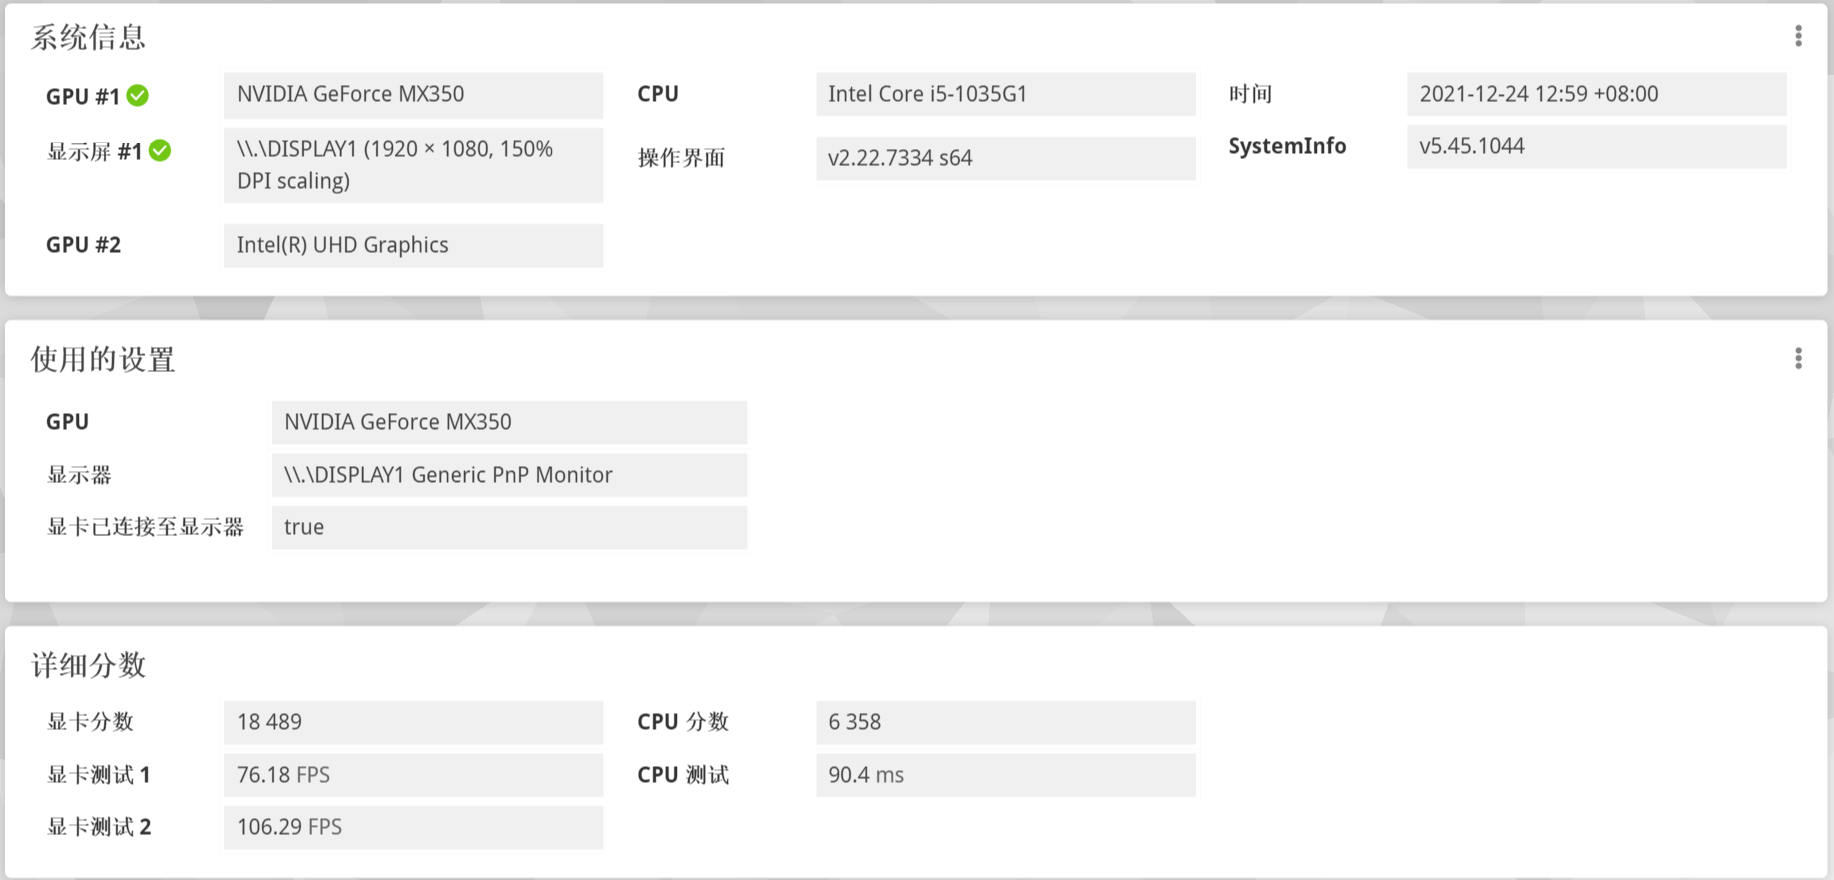 系统信息
GPU #1
NVIDIA GeForce MX350
显示屏 #1
\\.\DISPLAY1 (1920 × 1080, 150%
DPI scaling)
GPU #2
Intel(R) UHD Graphics
CPU
Intel Core i5-1035G1
操作界面
v2.22.7334 s64
时间
2021-12-24 12:59 +08:00
SystemInfo
v5.45.1044
使用的设置
GPU
NVIDIA GeForce MX350
显示器
\\.\DISPLAY1 Generic PnP Monitor
显卡已连接至显示器
true
详细分数
显卡分数
18 489
显卡测试 1
76.18 FPS
显卡测试 2
106.29 FPS
CPU 分数
6 358
CPU 测试
90.4 ms